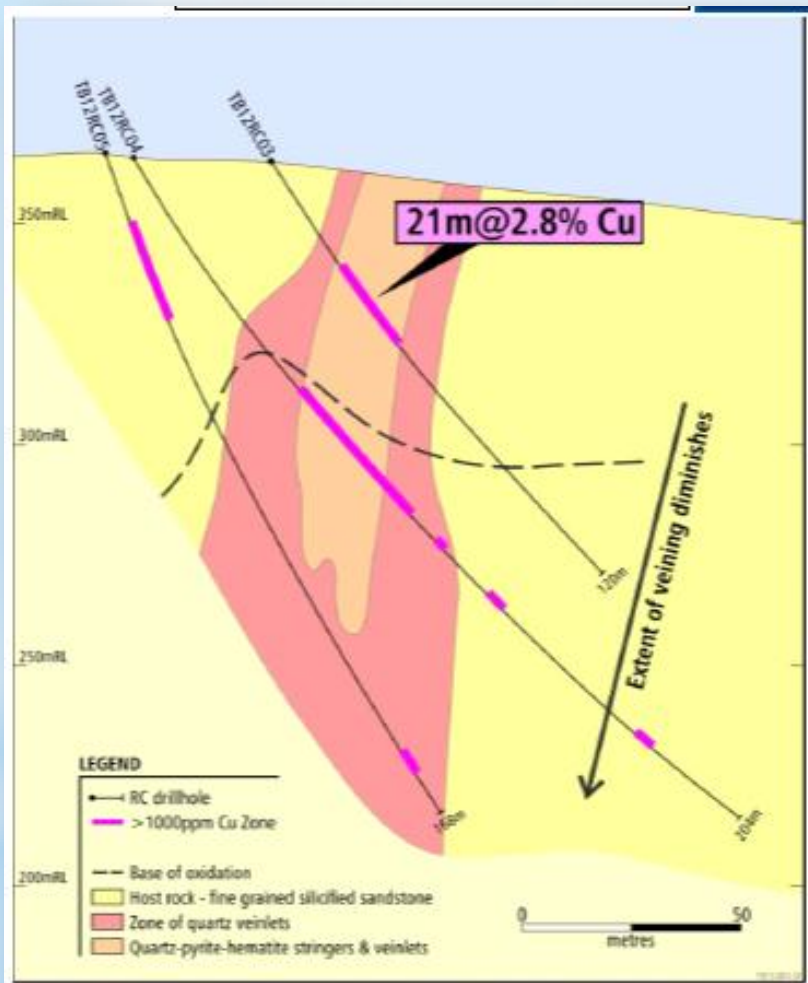 TB12RC05
TB12RC04
TB12RC03
350mRL
21m@2.8% Cu
300mRL
Extent of veining diminishes
120m
250mRL
LEGEND
RC drillhole
>1000ppm Cu Zone
168m
204m
Base of oxidation
200mRL
Host rock - fine grained silicified sandstone
Zone of quartz veinlets
Quartz-pyrite-hematite stringers & veinlets
0 50
metres